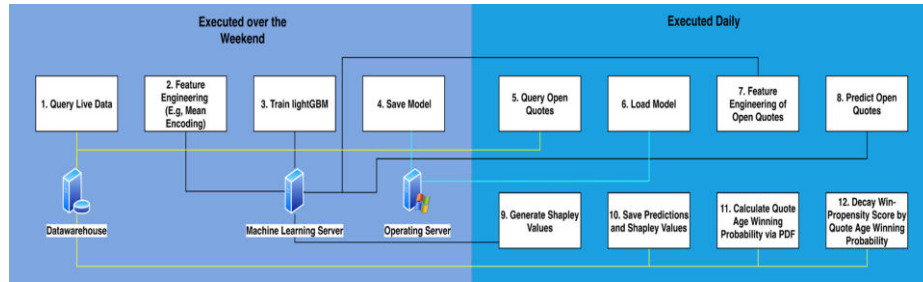 Executed over the
Weekend
Executed Daily
1. Query Live Data
2. Feature
Engineering
(E.g, Mean
Encoding)
3. Train lightGBM
4. Save Model
5. Query Open
Quotes
6. Load Model
7. Feature
Engineering of
Open Quotes
8. Predict Open
Quotes
Datawarehouse
Machine Learning Server
Operating Server
9. Generate Shapley
Values
10. Save Predictions
and Shapley Values
11. Calculate Quote
Age Winning
Probability via PDF
12. Decay Win-
Propensity Score by
Quote Age Winning
Probability